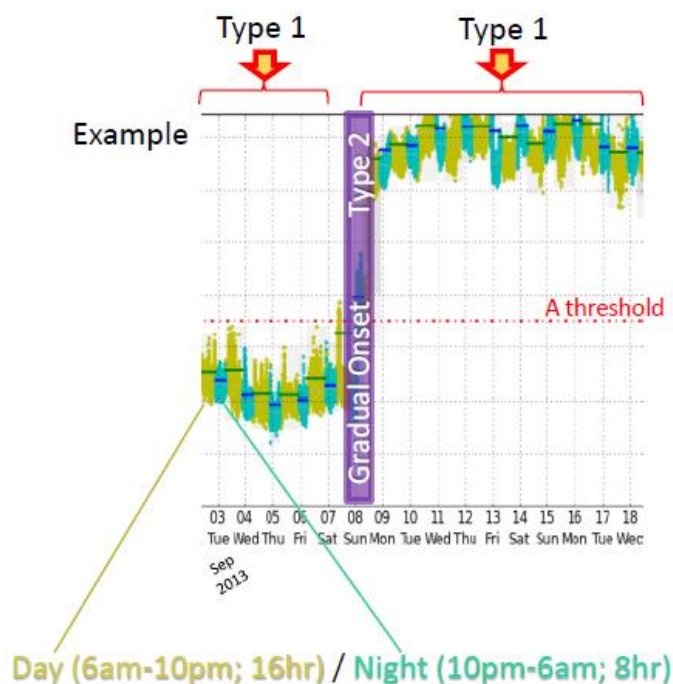 Type 1
Type 1
Example
Gradual Onset Type 2
A threshold
03 04 05 06 07 08 09 10 11 12 13 14 15 16 17 18
Tue Wed Thu Fri Sat Sun Mon Tue Wed Thu Fri Sat Sun Mon Tue Wec
Sep
2013
Day (6am-10pm; 16hr) / Night (10pm-6am; 8hr)